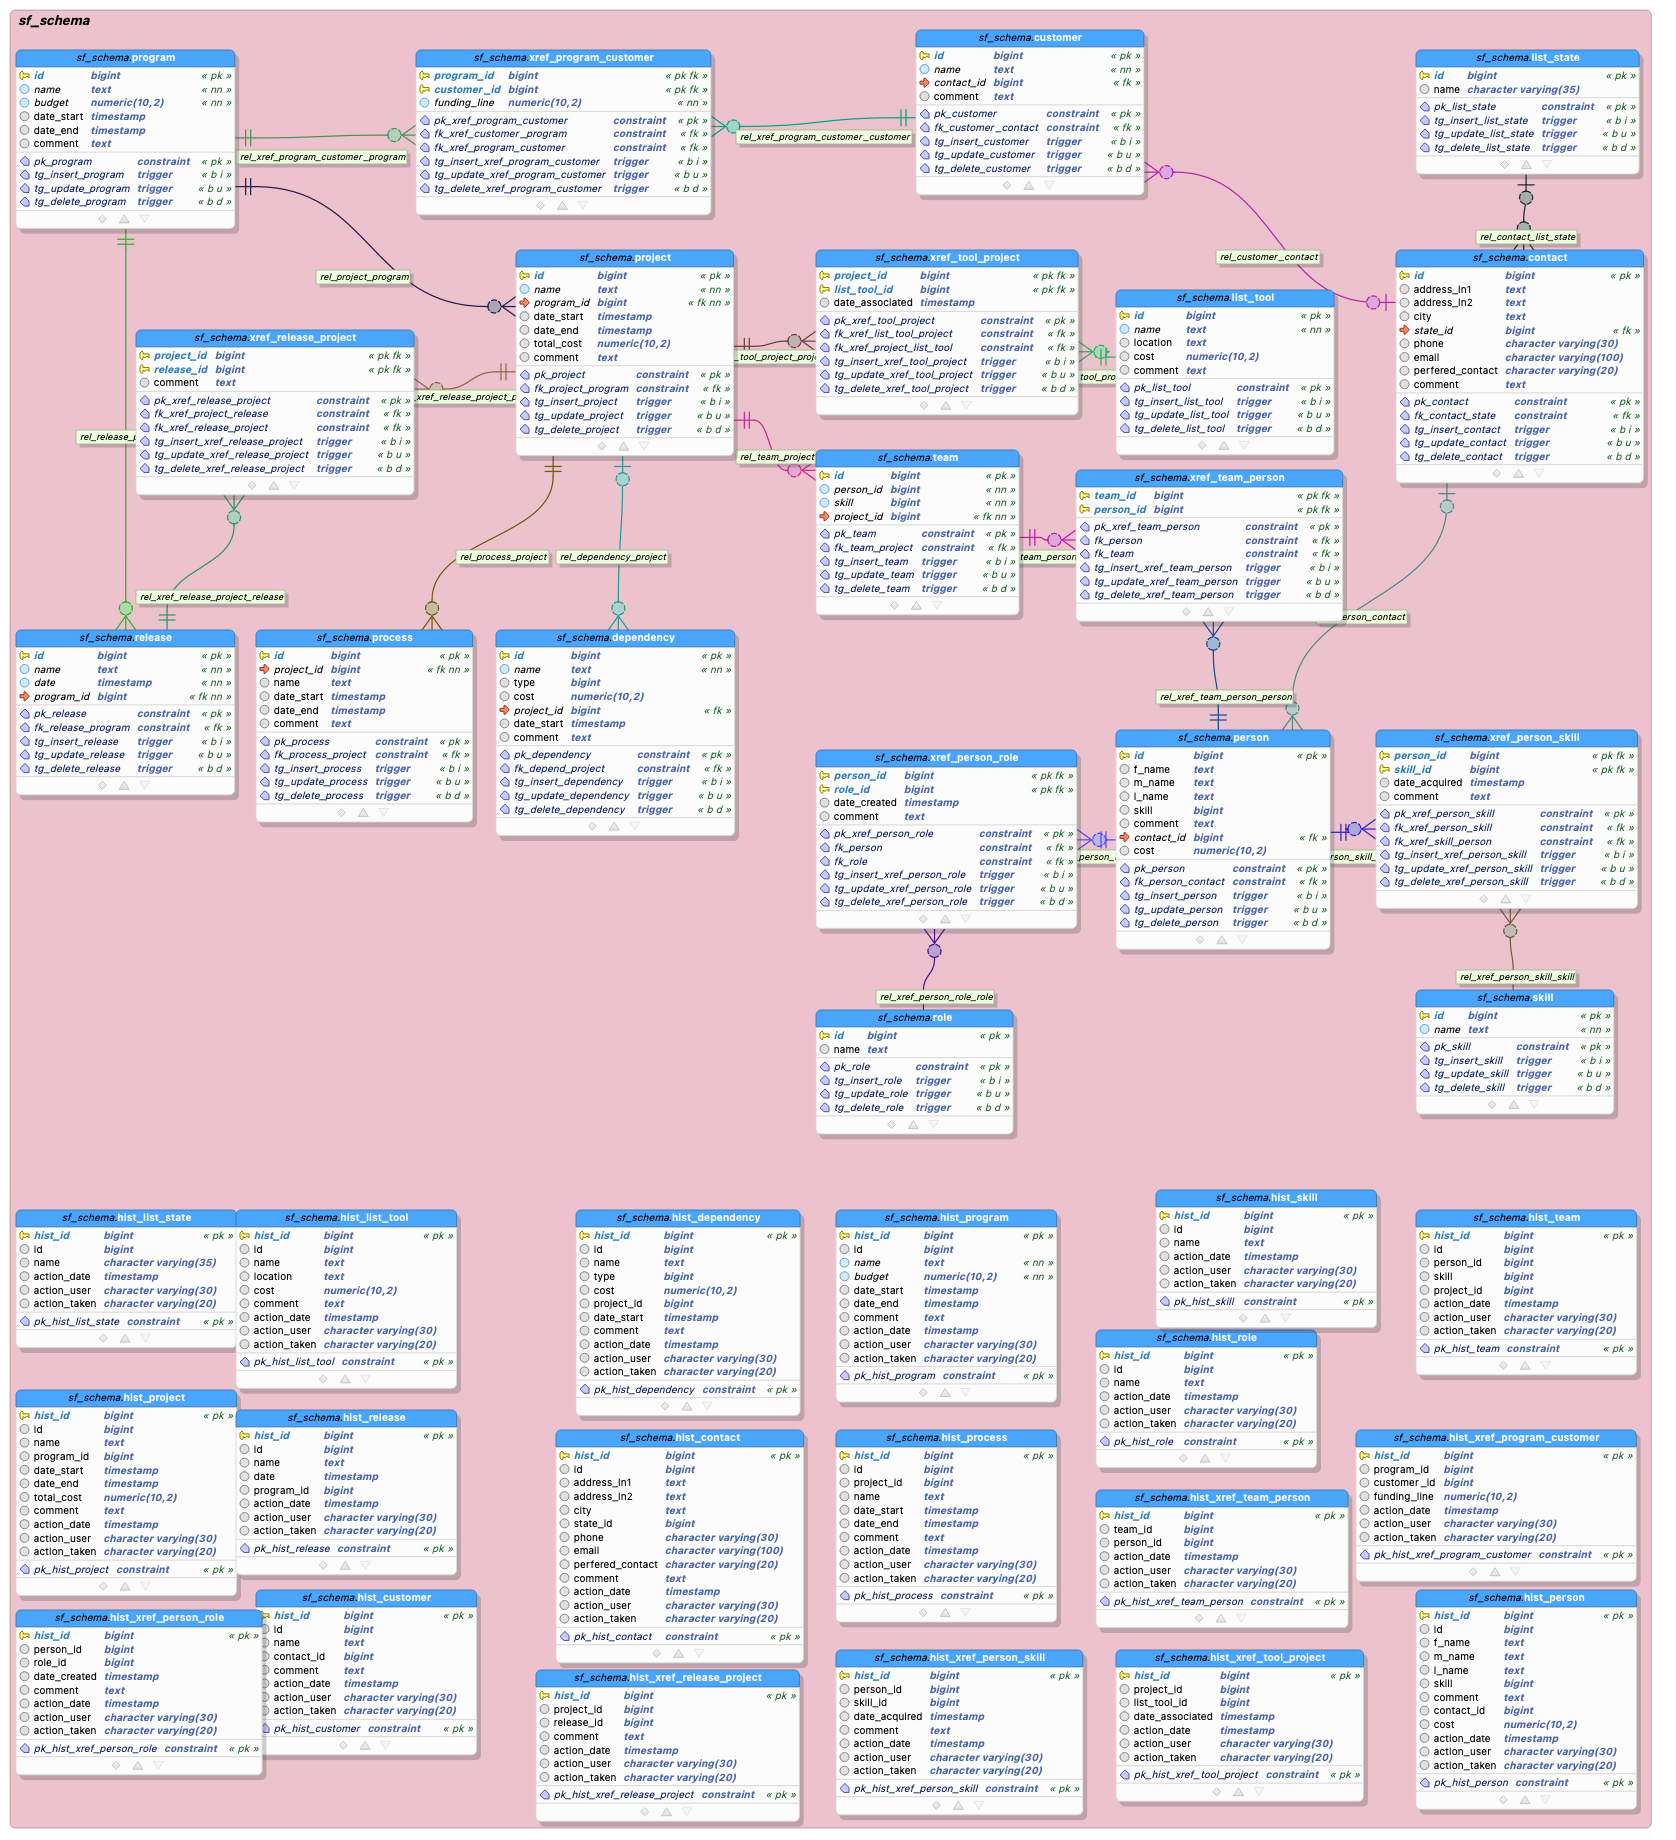 sf_schema
sf_schema.program
id bigint « pk »
name text « nn »
budget numeric(10,2) « nn »
date_start timestamp
date_end timestamp
comment text
pk_program constraint « pk »
tg_insert_program trigger « b i »
tg_update_program trigger « b u »
tg_delete_program trigger « b d »
sf_schema.xref_program_customer
program_id bigint « pk fk »
customer_id bigint « pk fk »
funding_line numeric(10,2) « nn »
pk_xref_program_customer constraint « pk »
fk_xref_customer_program constraint « fk »
fk_xref_program_customer constraint « fk »
tg_insert_xref_program_customer trigger « b i »
tg_update_xref_program_customer trigger « b u »
tg_delete_xref_program_customer trigger « b d »
sf_schema.customer
id bigint « pk »
name text « nn »
contact_id bigint « fk »
comment text
pk_customer constraint « pk »
fk_customer_contact constraint « fk »
tg_insert_customer trigger « b i »
tg_update_customer trigger « b u »
tg_delete_customer trigger « b d »
sf_schema.list_state
id bigint « pk »
name character varying(35)
pk_list_state constraint « pk »
tg_insert_list_state trigger « b i »
tg_update_list_state trigger « b u »
tg_delete_list_state trigger « b d »
rel_xref_program_customer_program
rel_xref_program_customer_customer
rel_contact_list_state
rel_customer_contact
rel_project_program
sf_schema.project
id bigint « pk »
name text « nn »
program_id bigint « fk nn »
date_start timestamp
date_end timestamp
total_cost numeric(10,2)
comment text
pk_project constraint « pk »
fk_project_program constraint « fk »
tg_insert_project trigger « b i »
tg_update_project trigger « b u »
tg_delete_project trigger « b d »
sf_schema.xref_tool_project
project_id bigint « pk fk »
list_tool_id bigint « pk fk »
date_associated timestamp
pk_xref_tool_project constraint « pk »
fk_xref_list_tool_project constraint « fk »
fk_xref_project_list_tool constraint « fk »
tg_insert_xref_tool_project trigger « b i »
tg_update_xref_tool_project trigger « b u »
tg_delete_xref_tool_project trigger « b d »
sf_schema.list_tool
id bigint « pk »
name text « nn »
location text
cost numeric(10,2)
comment text
pk_list_tool constraint « pk »
tg_insert_list_tool trigger « b i »
tg_update_list_tool trigger « b u »
tg_delete_list_tool trigger « b d »
sf_schema.contact
id bigint « pk »
address_ln1 text
address_ln2 text
city text
state_id bigint « fk »
phone character varying(30)
email character varying(100)
perfered_contact character varying(20)
comment text
pk_contact constraint « pk »
fk_contact_state constraint « fk »
tg_insert_contact trigger « b i »
tg_update_contact trigger « b u »
tg_delete_contact trigger « b d »
sf_schema.xref_release_project
project_id bigint « pk fk »
release_id bigint « pk fk »
comment text
pk_xref_release_project constraint « pk »
fk_xref_project_release constraint « fk »
fk_xref_release_project constraint « fk »
tg_insert_xref_release_project trigger « b i »
tg_update_xref_release_project trigger « b u »
tg_delete_xref_release_project trigger « b d »
_tool_project_proj
xref_release_project_p
tool_pro
rel_release_p
rel_team_project
sf_schema.team
id bigint « pk »
person_id bigint « nn »
skill bigint « nn »
project_id bigint « fk nn »
pk_team constraint « pk »
fk_team_project constraint « fk »
tg_insert_team trigger « b i »
tg_update_team trigger « b u »
tg_delete_team trigger « b d »
sf_schema.xref_team_person
team_id bigint « pk fk »
person_id bigint « pk fk »
pk_xref_team_person constraint « pk »
fk_person constraint « fk »
fk_team constraint « fk »
tg_insert_xref_team_person trigger « b i »
tg_update_xref_team_person trigger « b u »
tg_delete_xref_team_person trigger « b d »
rel_process_project
rel_dependency_project
team_person
rel_xref_release_project_release
erson_contact
sf_schema.release
id bigint « pk »
name text « nn »
date timestamp « nn »
program_id bigint « fk nn »
pk_release constraint « pk »
fk_release_program constraint « fk »
tg_insert_release trigger « b i »
tg_update_release trigger « b u »
tg_delete_release trigger « b d »
sf_schema.process
id bigint « pk »
project_id bigint « fk nn »
name text
date_start timestamp
date_end timestamp
comment text
pk_process constraint « pk »
fk_process_project constraint « fk »
tg_insert_process trigger « b i »
tg_update_process trigger « b u »
tg_delete_process trigger « b d »
sf_schema.dependency
id bigint « pk »
name text « nn »
type bigint
cost numeric(10,2)
project_id bigint « fk »
date_start timestamp
comment text
pk_dependency constraint « pk »
fk_depend_project constraint « fk »
tg_insert_dependency trigger « b i »
tg_update_dependency trigger « b u »
tg_delete_dependency trigger « b d »
rel_xref_team_person_person
sf_schema.xref_person_role
person_id bigint « pk fk »
role_id bigint « pk fk »
date_created timestamp
comment text
pk_xref_person_role constraint « pk »
fk_person constraint « fk »
fk_role constraint « fk »
tg_insert_xref_person_role trigger « b i »
tg_update_xref_person_role trigger « b u »
tg_delete_xref_person_role trigger « b d »
sf_schema.person
id bigint « pk »
f_name text
m_name text
l_name text
skill bigint
comment text
contact_id bigint « fk »
cost numeric(10,2)
pk_person constraint « pk »
fk_person_contact constraint « fk »
tg_insert_person trigger « b i »
tg_update_person trigger « b u »
tg_delete_person trigger « b d »
sf_schema.xref_person_skill
person_id bigint « pk fk »
skill_id bigint « pk fk »
date_acquired timestamp
comment text
pk_xref_person_skill constraint « pk »
fk_xref_person_skill constraint « fk »
fk_xref_skill_person constraint « fk »
tg_insert_xref_person_skill trigger « b i »
tg_update_xref_person_skill trigger « b u »
tg_delete_xref_person_skill trigger « b d »
person_
rson_skill_
rel_xref_person_skill_skill
rel_xref_person_role_role
sf_schema.role
id bigint « pk »
name text
pk_role constraint « pk »
tg_insert_role trigger « b i »
tg_update_role trigger « b u »
tg_delete_role trigger « b d »
sf_schema.skill
id bigint « pk »
name text « nn »
pk_skill constraint « pk »
tg_insert_skill trigger « b i »
tg_update_skill trigger « b u »
tg_delete_skill trigger « b d »
sf_schema.hist_list_state
hist_id bigint « pk »
id bigint
name character varying(35)
action_date timestamp
action_user character varying(30)
action_taken character varying(20)
pk_hist_list_state constraint « pk »
sf_schema.hist_list_tool
hist_id bigint « pk »
id bigint
name text
location text
cost numeric(10,2)
comment text
action_date timestamp
action_user character varying(30)
action_taken character varying(20)
pk_hist_list_tool constraint « pk »
sf_schema.hist_dependency
hist_id bigint « pk »
id bigint
name text
type bigint
cost numeric(10,2)
project_id bigint
date_start timestamp
comment text
action_date timestamp
action_user character varying(30)
action_taken character varying(20)
pk_hist_dependency constraint « pk »
sf_schema.hist_program
hist_id bigint « pk »
id bigint
name text « nn »
budget numeric(10,2) « nn »
date_start timestamp
date_end timestamp
comment text
action_date timestamp
action_user character varying(30)
action_taken character varying(20)
pk_hist_program constraint « pk »
sf_schema.hist_skill
hist_id bigint « pk »
id bigint
name text
action_date timestamp
action_user character varying(30)
action_taken character varying(20)
pk_hist_skill constraint « pk »
sf_schema.hist_team
hist_id bigint « pk »
id bigint
person_id bigint
skill bigint
project_id bigint
action_date timestamp
action_user character varying(30)
action_taken character varying(20)
pk_hist_team constraint « pk »
sf_schema.hist_role
hist_id bigint « pk »
id bigint
name text
action_date timestamp
action_user character varying(30)
action_taken character varying(20)
pk_hist_role constraint « pk »
sf_schema.hist_project
hist_id bigint « pk »
id bigint
name text
program_id bigint
date_start timestamp
date_end timestamp
total_cost numeric(10,2)
comment text
action_date timestamp
action_user character varying(30)
action_taken character varying(20)
pk_hist_project constraint « pk »
sf_schema.hist_release
hist_id bigint « pk »
id bigint
name text
date timestamp
program_id bigint
action_date timestamp
action_user character varying(30)
action_taken character varying(20)
pk_hist_release constraint « pk »
sf_schema.hist_contact
hist_id bigint « pk »
id bigint
address_ln1 text
address_ln2 text
city text
state_id bigint
phone character varying(30)
email character varying(100)
perfered_contact character varying(20)
comment text
action_date timestamp
action_user character varying(30)
action_taken character varying(20)
pk_hist_contact constraint « pk »
sf_schema.hist_process
hist_id bigint « pk »
id bigint
project_id bigint
name text
date_start timestamp
date_end timestamp
comment text
action_date timestamp
action_user character varying(30)
action_taken character varying(20)
pk_hist_process constraint « pk »
sf_schema.hist_xref_program_customer
hist_id bigint « pk »
program_id bigint
customer_id bigint
funding_line numeric(10,2)
action_date timestamp
action_user character varying(30)
action_taken character varying(20)
pk_hist_xref_program_customer constraint « pk »
sf_schema.hist_xref_team_person
hist_id bigint « pk »
team_id bigint
person_id bigint
action_date timestamp
action_user character varying(30)
action_taken character varying(20)
pk_hist_xref_team_person constraint « pk »
sf_schema.hist_xref_person_role
hist_id bigint « pk »
person_id bigint
role_id bigint
date_created timestamp
comment text
action_date timestamp
action_user character varying(30)
action_taken character varying(20)
pk_hist_xref_person_role constraint « pk »
sf_schema.hist_customer
hist_id bigint « pk »
id bigint
name text
contact_id bigint
comment text
action_date timestamp
action_user character varying(30)
action_taken character varying(20)
pk_hist_customer constraint « pk »
sf_schema.hist_person
hist_id bigint « pk »
id bigint
f_name text
m_name text
l_name text
skill bigint
comment text
contact_id bigint
cost numeric(10,2)
action_date timestamp
action_user character varying(30)
action_taken character varying(20)
pk_hist_person constraint « pk »
sf_schema.hist_xref_release_project
hist_id bigint « pk »
project_id bigint
release_id bigint
comment text
action_date timestamp
action_user character varying(30)
action_taken character varying(20)
pk_hist_xref_release_project constraint « pk »
sf_schema.hist_xref_person_skill
hist_id bigint « pk »
person_id bigint
skill_id bigint
date_acquired timestamp
comment text
action_date timestamp
action_user character varying(30)
action_taken character varying(20)
pk_hist_xref_person_skill constraint « pk »
sf_schema.hist_xref_tool_project
hist_id bigint « pk »
project_id bigint
list_tool_id bigint
date_associated timestamp
action_date timestamp
action_user character varying(30)
action_taken character varying(20)
pk_hist_xref_tool_project constraint « pk »